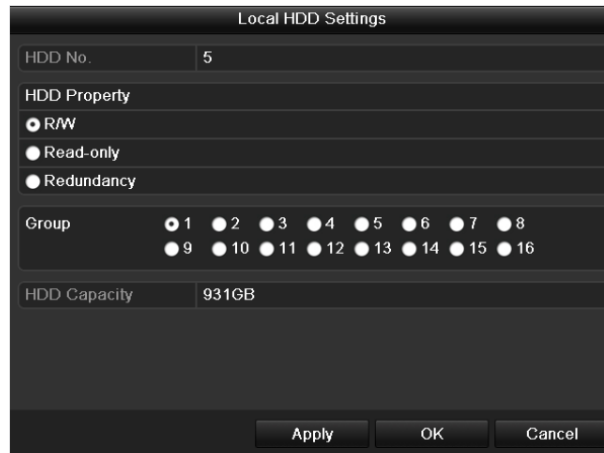 Local HDD Settings
HDD No. 5
HDD Property
R/W
Read-only
Redundancy
Group 1 2 3 4 5 6 7 8
9 10 11 12 13 14 15 16
HDD Capacity 931GB
Apply OK Cancel